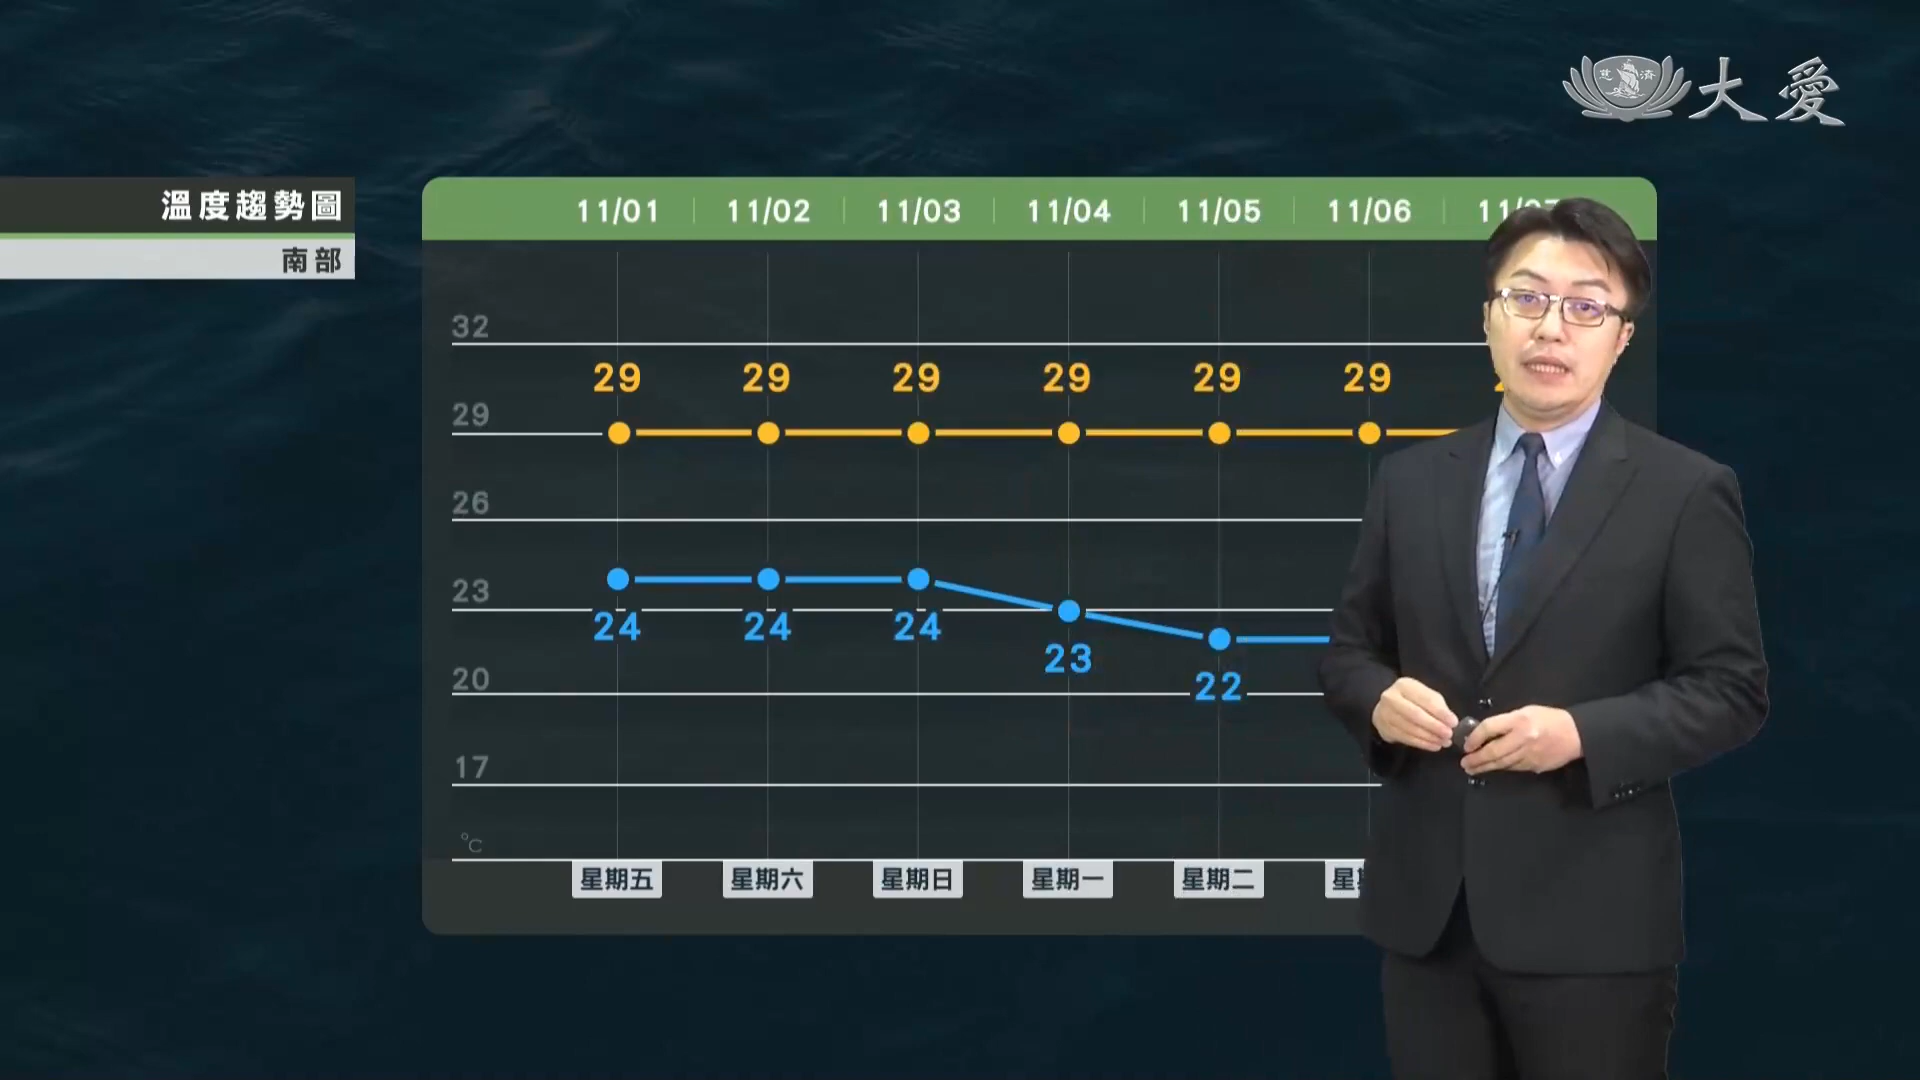 慈濟
大愛
溫度趨勢圖
南部
11/01 11/02 11/03 11/04 11/05 11/06
32
29 29 29 29 29 29
29
26
23
24 24 24
23
20
22
17
°C
星期五 星期六 星期日 星期一 星期二